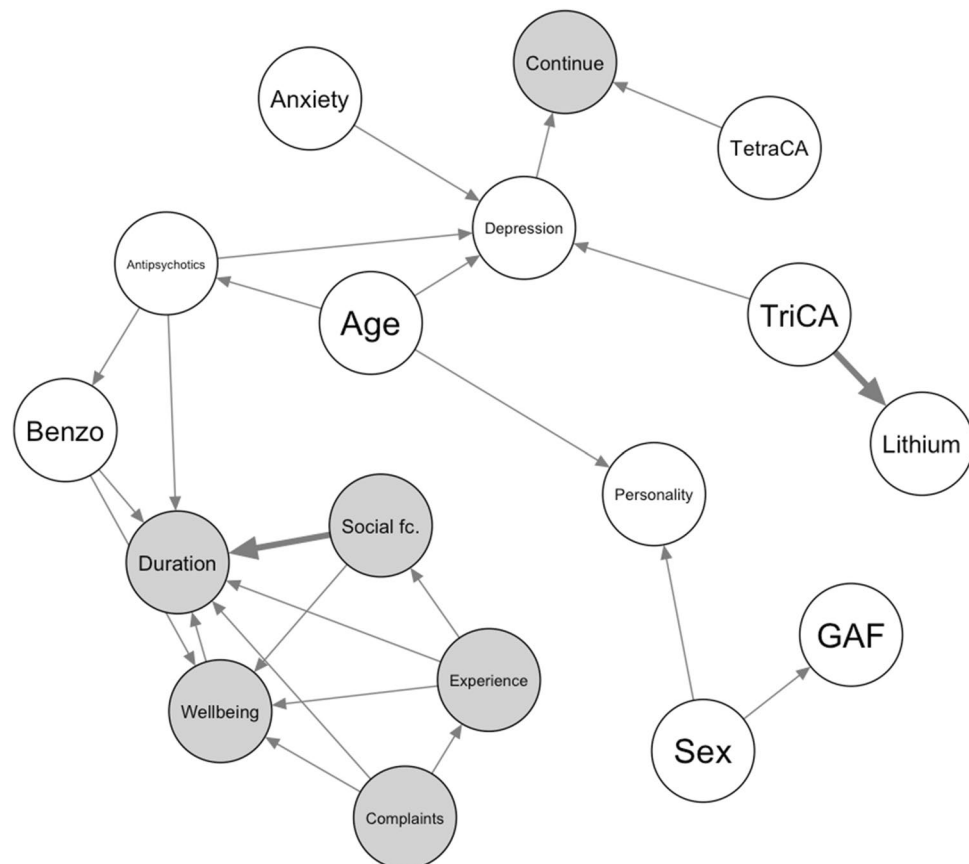 Continue
Anxiety
TetraCA
Depression
Antipsychotics
Age
TriCA
Benzo
Lithium
Personality
Social fc.
Duration
GAF
Experience
Wellbeing
Sex
Complaints